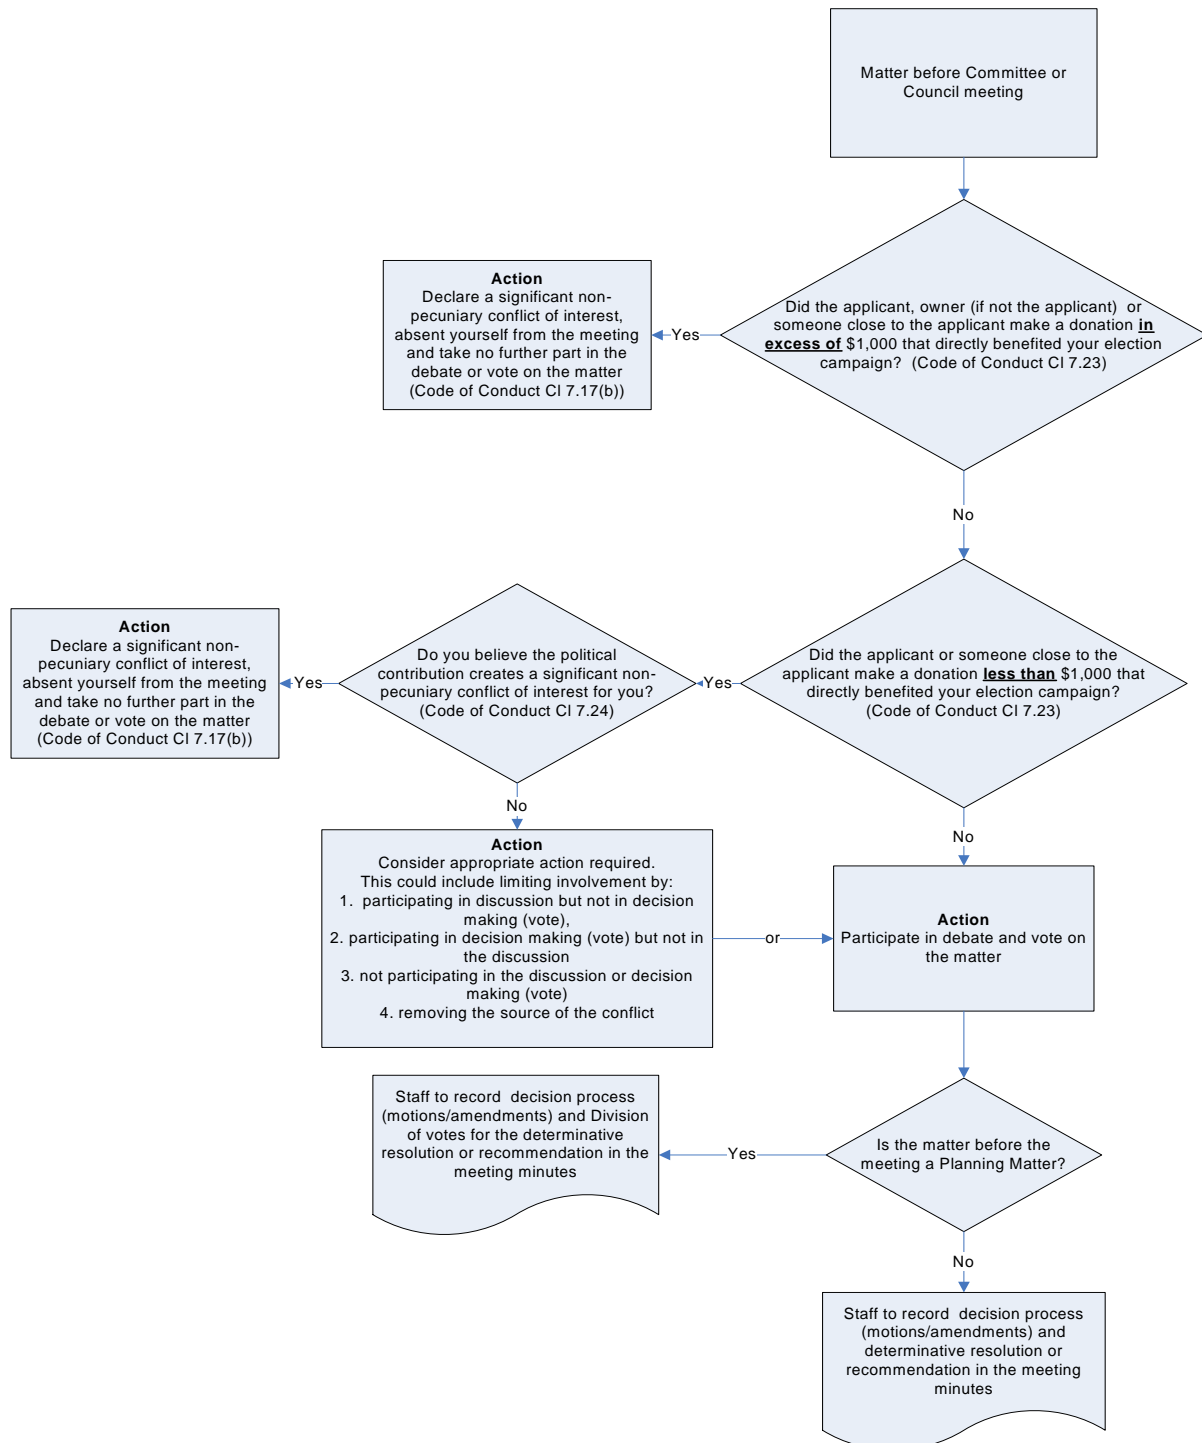 Matter before Committee or
Council meeting
Action
Declare a significant non-
pecuniary conflict of interest,
absent yourself from the meeting
and take no further part in the
debate or vote on the matter
(Code of Conduct Cl 7.17(b))
Yes
Did the applicant, owner (if not the applicant) or
someone close to the applicant make a donation in
excess of $1,000 that directly benefited your election
campaign? (Code of Conduct Cl 7.23)
No
Action
Declare a significant non-
pecuniary conflict of interest,
absent yourself from the meeting
and take no further part in the
debate or vote on the matter
(Code of Conduct Cl 7.17(b))
Yes
Do you believe the political
contribution creates a significant non-
pecuniary conflict of interest for you?
(Code of Conduct Cl 7.24)
Yes
Did the applicant or someone close to the
applicant make a donation less than $1,000 that
directly benefited your election campaign?
(Code of Conduct Cl 7.23)
No
No
Action
Consider appropriate action required.
This could include limiting involvement by:
1. participating in discussion but not in decision
making (vote),
2. participating in decision making (vote) but not in
the discussion
3. not participating in the discussion or decision
making (vote)
4. removing the source of the conflict
or
Action
Participate in debate and vote on
the matter
Staff to record decision process
(motions/amendments) and Division
of votes for the determinative
resolution or recommendation in the
meeting minutes
Yes
Is the matter before the
meeting a Planning Matter?
No
Staff to record decision process
(motions/amendments) and
determinative resolution or
recommendation in the meeting
minutes